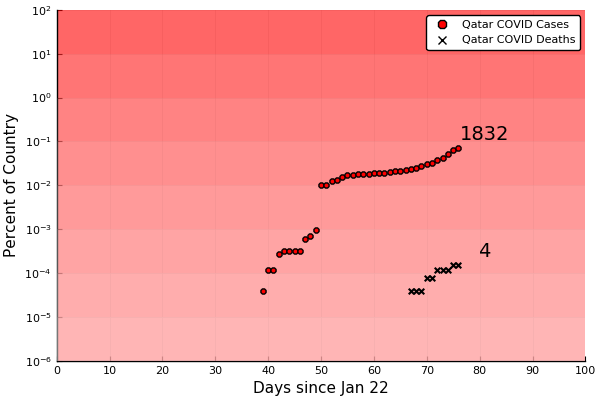 10²
Qatar COVID Cases
Qatar COVID Deaths
10¹
10⁰
10⁻¹
1832
10⁻²
10⁻³
4
10⁻⁴
10⁻⁵
10⁻⁶
Percent of Country
0 10 20 30 40 50 60 70 80 90 100
Days since Jan 22